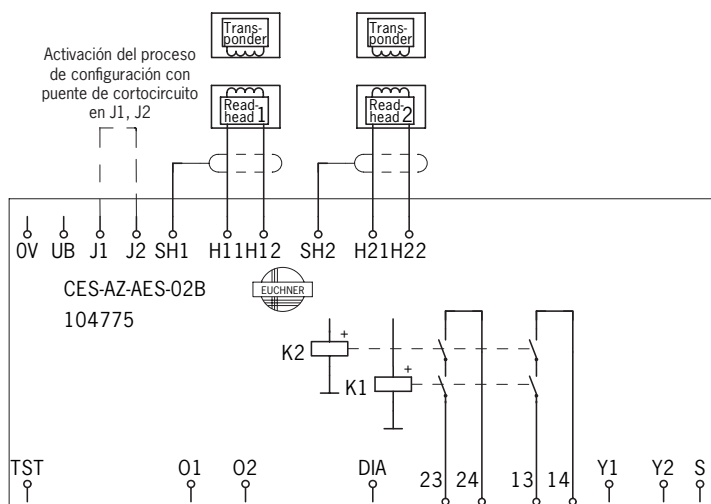 Trans-
ponder
Trans-
ponder
Activación del proceso
de configuración con
puente de cortocircuito
en J1, J2
Read-
head 1
Read-
head 2
0V UB J1 J2 SH1 H11 H12 SH2 H21 H22
CES-AZ-AES-02B
EUCHNER
104775
K2 +
K1 +
TST O1 O2 DIA 23 24 13 14 Y1 Y2 S